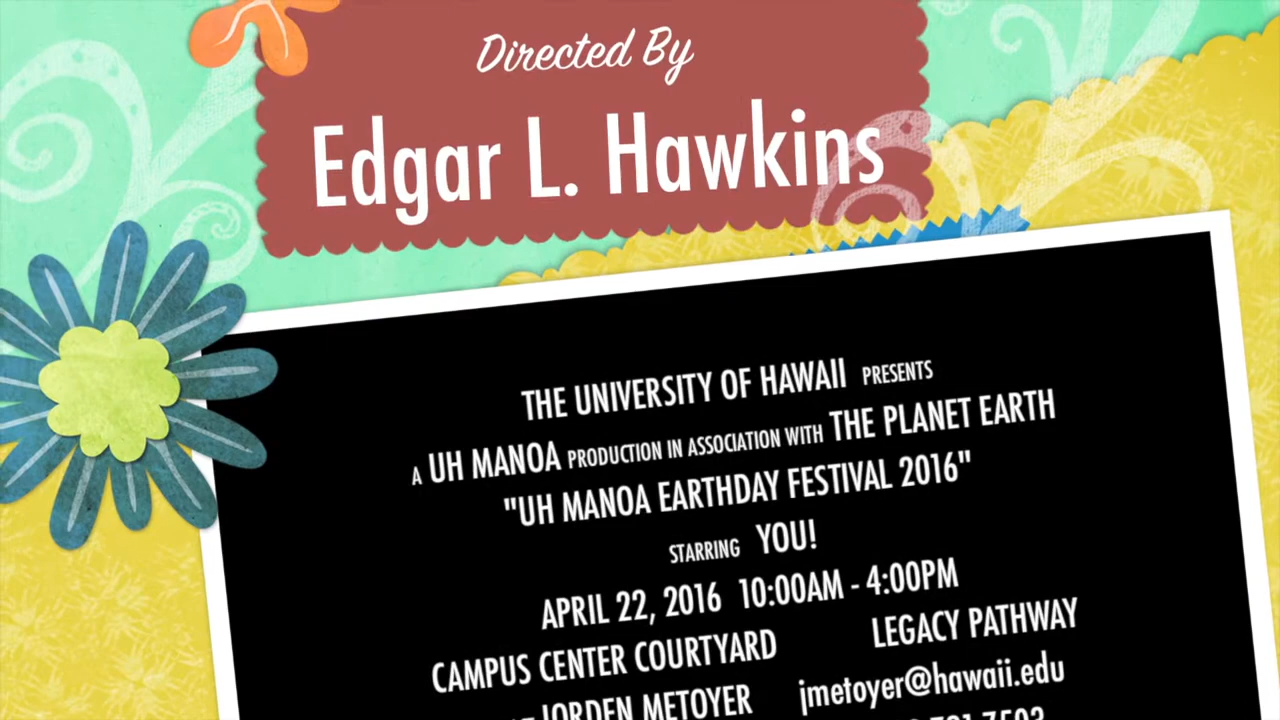 Directed By
Edgar L. Hawkins
THE UNIVERSITY OF HAWAII PRESENTS
A UH MANOA PRODUCTION IN ASSOCIATION WITH THE PLANET EARTH
"UH MANOA EARTHDAY FESTIVAL 2016"
STARRING YOU!
APRIL 22, 2016 10:00AM - 4:00PM
CAMPUS CENTER COURTYARD LEGACY PATHWAY
JORDEN METOYER jmetoyer@hawaii.edu